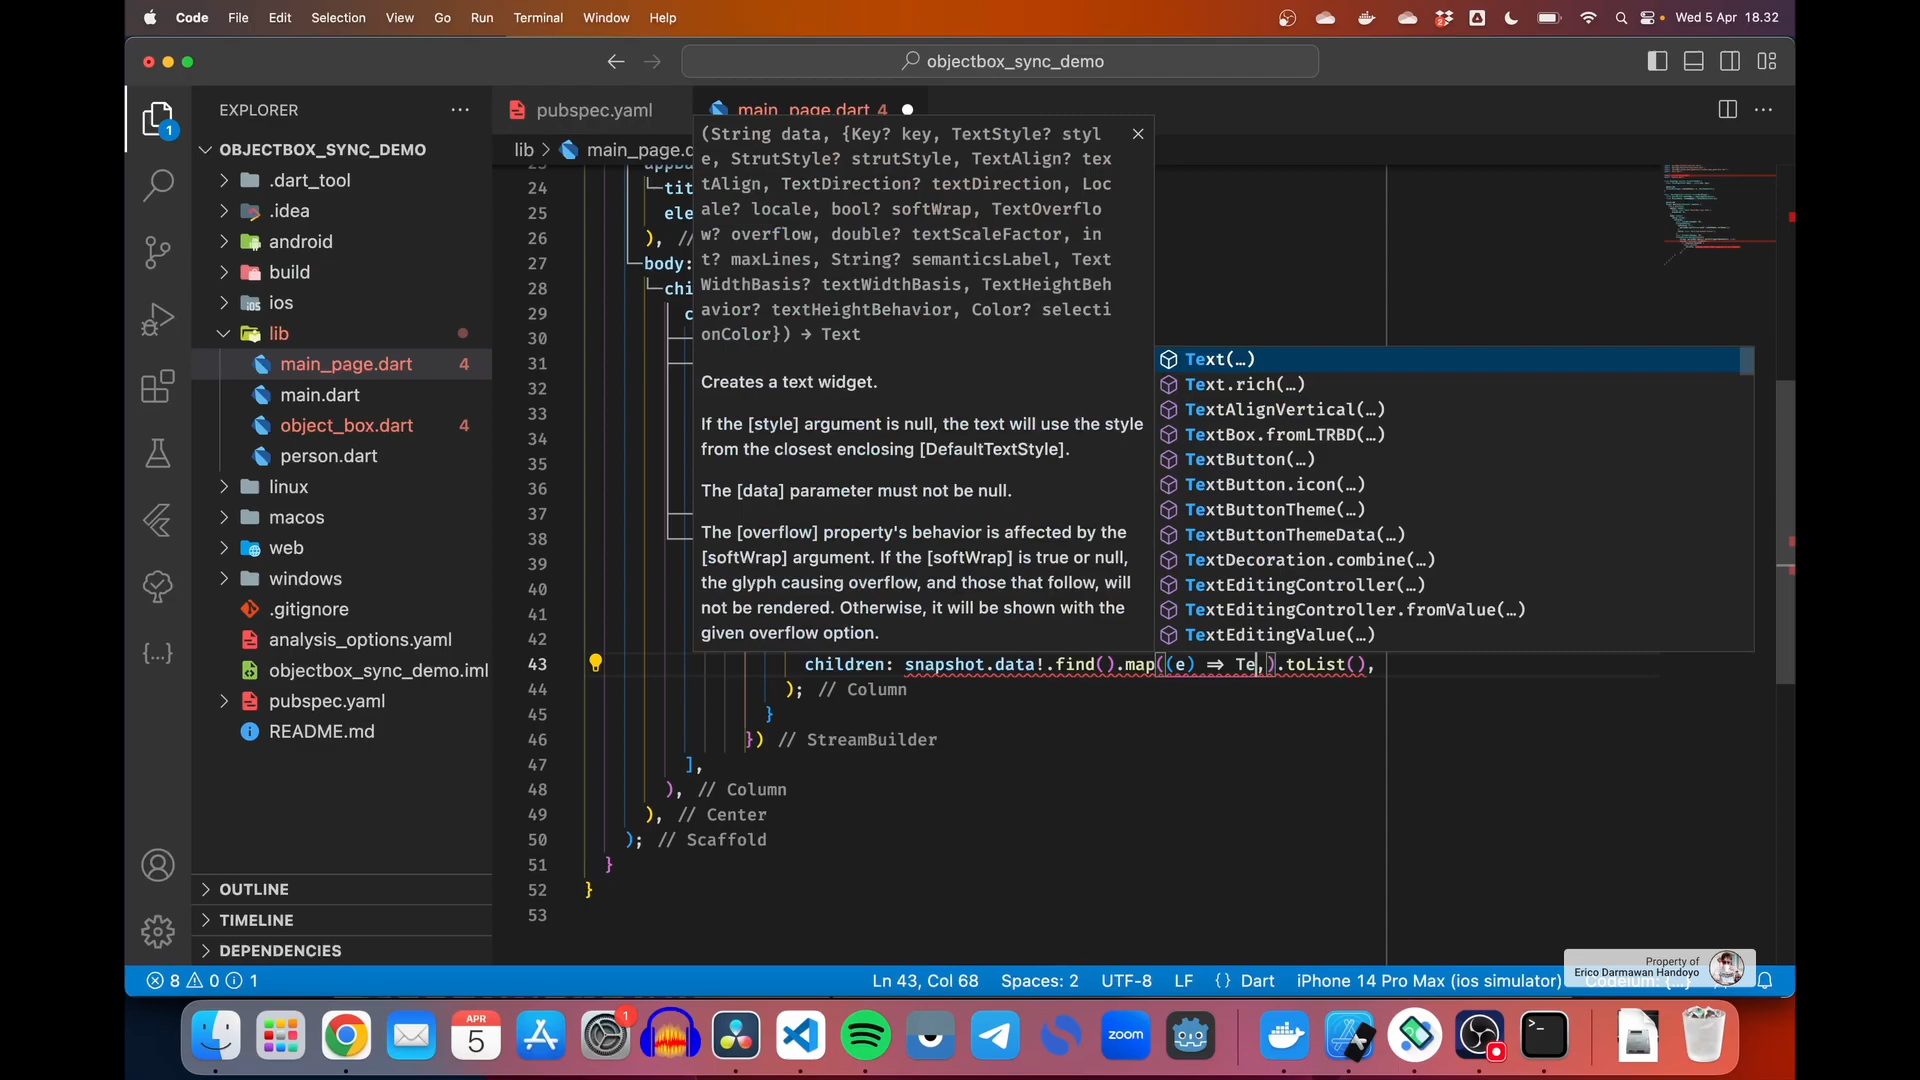 Code File Edit Selection View Go Run Terminal Window Help
2
Wed 5 Apr 18.32
objectbox_sync_demo
EXPLORER
pubspec.yaml
main_page.dart 4
1
OBJECTBOX_SYNC_DEMO
lib > main_page.d
.dart_tool
.idea
android
build
ios
lib
main_page.dart 4
main.dart
object_box.dart 4
person.dart
linux
macos
web
windows
.gitignore
analysis_options.yaml
objectbox_sync_demo.iml
pubspec.yaml
README.md
OUTLINE
TIMELINE
DEPENDENCIES
(String data, {Key? key, TextStyle? styl
e, StrutStyle? strutStyle, TextAlign? tex
tAlign, TextDirection? textDirection, Loc
ale? locale, bool? softWrap, TextOverflo
w? overflow, double? textScaleFactor, in
t? maxLines, String? semanticsLabel, Text
WidthBasis? textWidthBasis, TextHeightBeh
avior? textHeightBehavior, Color? selecti
onColor}) → Text
Creates a text widget.
If the [style] argument is null, the text will use the style
from the closest enclosing [DefaultTextStyle].
The [data] parameter must not be null.
The [overflow] property's behavior is affected by the
[softWrap] argument. If the [softWrap] is true or null,
the glyph causing overflow, and those that follow, will
not be rendered. Otherwise, it will be shown with the
given overflow option.
Text(…)
Text.rich(…)
TextAlignVertical(…)
TextBox.fromLTRBD(…)
TextButton(…)
TextButton.icon(…)
TextButtonTheme(…)
TextButtonThemeData(…)
TextDecoration.combine(…)
TextEditingController(…)
TextEditingController.fromValue(…)
TextEditingValue(…)
24 tit
25 ele
26 ), //
27 body:
28 chi
29 c
30
31
32
33
34
35
36
37
38
39
40
41
42
43 children: snapshot.data!.find().map((e) => Te,).toList(),
44 ); // Column
45 }
46 }) // StreamBuilder
47 ],
48 ), // Column
49 ), // Center
50 ); // Scaffold
51 }
52 }
53
8 0 1
Ln 43, Col 68 Spaces: 2 UTF-8 LF {} Dart iPhone 14 Pro Max (ios simulator)
Property of
Erico Darmawan Handoyo
APR
5
1
zoom